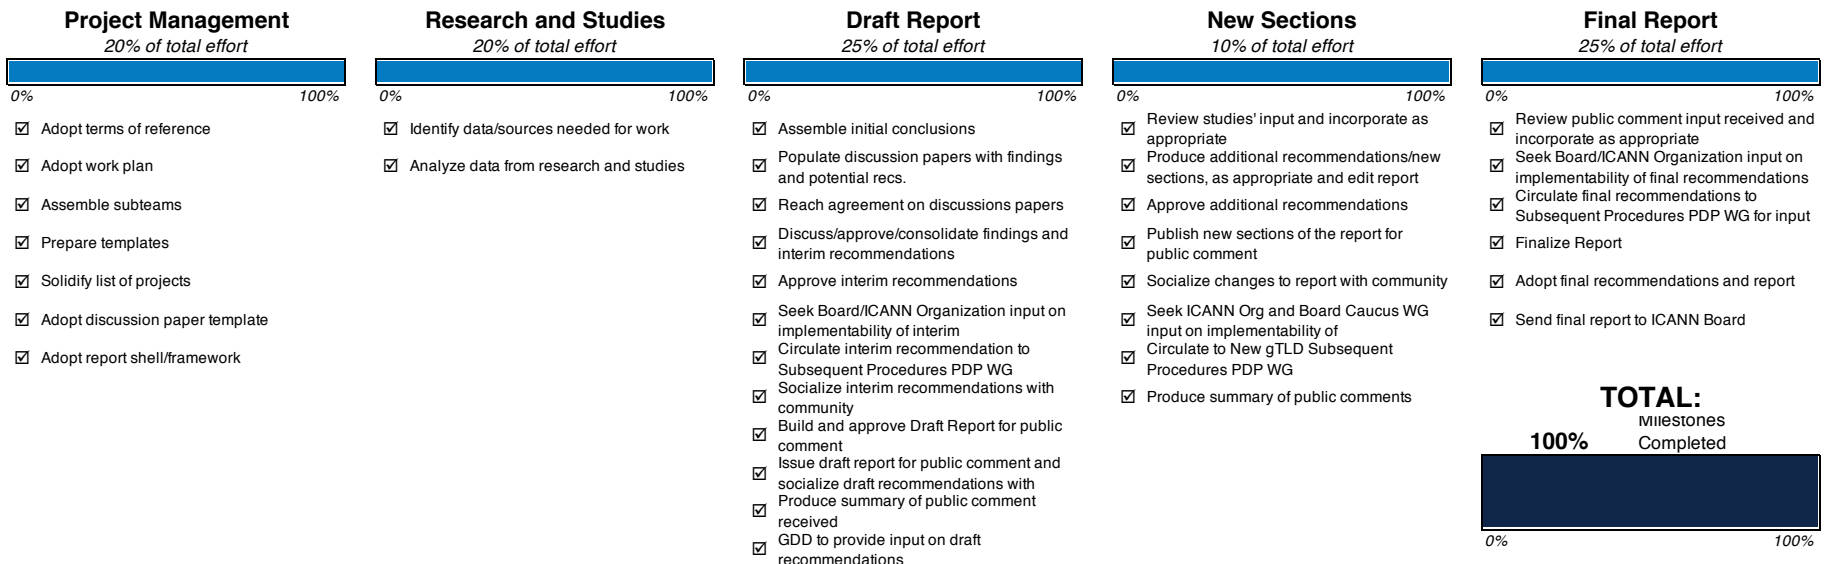 Project Management
20% of total effort
0% 100%
Adopt terms of reference
Adopt work plan
Assemble subteams
Prepare templates
Solidify list of projects
Adopt discussion paper template
Adopt report shell/framework
Research and Studies
20% of total effort
0% 100%
Identify data/sources needed for work
Analyze data from research and studies
Draft Report
25% of total effort
0% 100%
Assemble initial conclusions
Populate discussion papers with findings
and potential recs.
Reach agreement on discussions papers
Discuss/approve/consolidate findings and
interim recommendations
Approve interim recommendations
Seek Board/ICANN Organization input on
implementability of interim
Circulate interim recommendation to
Subsequent Procedures PDP WG
Socialize interim recommendations with
community
Build and approve Draft Report for public
comment
Issue draft report for public comment and
socialize draft recommendations with
Produce summary of public comment
received
GDD to provide input on draft
recommendations
New Sections
10% of total effort
0% 100%
Review studies' input and incorporate as
appropriate
Produce additional recommendations/new
sections, as appropriate and edit report
Approve additional recommendations
Publish new sections of the report for
public comment
Socialize changes to report with community
Seek ICANN Org and Board Caucus WG
input on implementability of
Circulate to New gTLD Subsequent
Procedures PDP WG
Produce summary of public comments
Final Report
25% of total effort
0% 100%
Review public comment input received and
incorporate as appropriate
Seek Board/ICANN Organization input on
implementability of final recommendations
Circulate final recommendations to
Subsequent Procedures PDP WG for input
Finalize Report
Adopt final recommendations and report
Send final report to ICANN Board
TOTAL:
Milestones
100% Completed
0% 100%